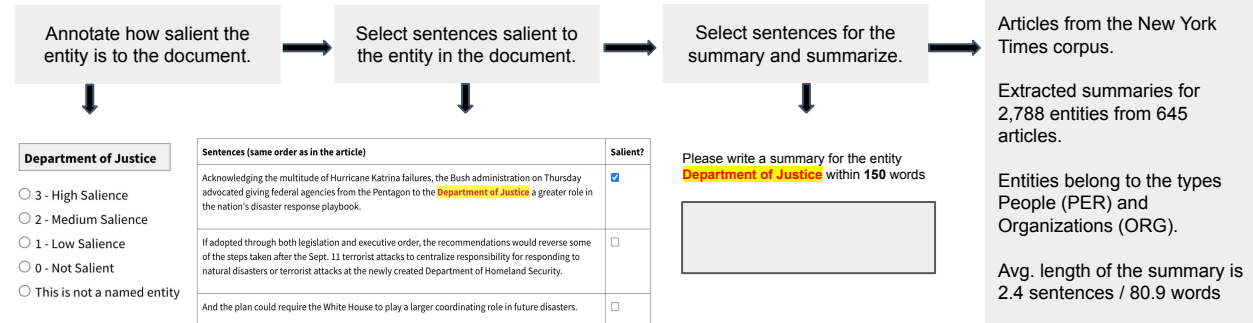 Annotate how salient the
entity is to the document.
Select sentences salient to
the entity in the document.
Select sentences for the
summary and summarize.
Articles from the New York
Times corpus.
Extracted summaries for
2,788 entities from 645
articles.
Entities belong to the types
People (PER) and
Organizations (ORG).
Avg. length of the summary is
2.4 sentences / 80.9 words
Department of Justice
3 - High Salience
2 - Medium Salience
1 - Low Salience
0 - Not Salient
This is not a named entity
Sentences (same order as in the article) Salient?
Acknowledging the multitude of Hurricane Katrina failures, the Bush administration on Thursday
advocated giving federal agencies from the Pentagon to the Department of Justice a greater role in
the nation's disaster response playbook.
If adopted through both legislation and executive order, the recommendations would reverse some
of the steps taken after the Sept. 11 terrorist attacks to centralize responsibility for responding to
natural disasters or terrorist attacks at the newly created Department of Homeland Security.
And the plan could require the White House to play a larger coordinating role in future disasters.
Please write a summary for the entity
Department of Justice within 150 words